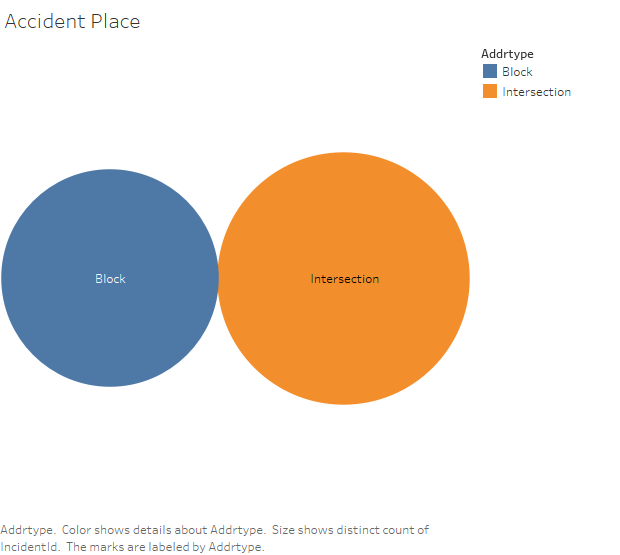 Accident Place
Addrtype
Block
Intersection
Block
Intersection
Addrtype.  Color shows details about Addrtype.  Size shows distinct count of
IncidentId.  The marks are labeled by Addrtype.